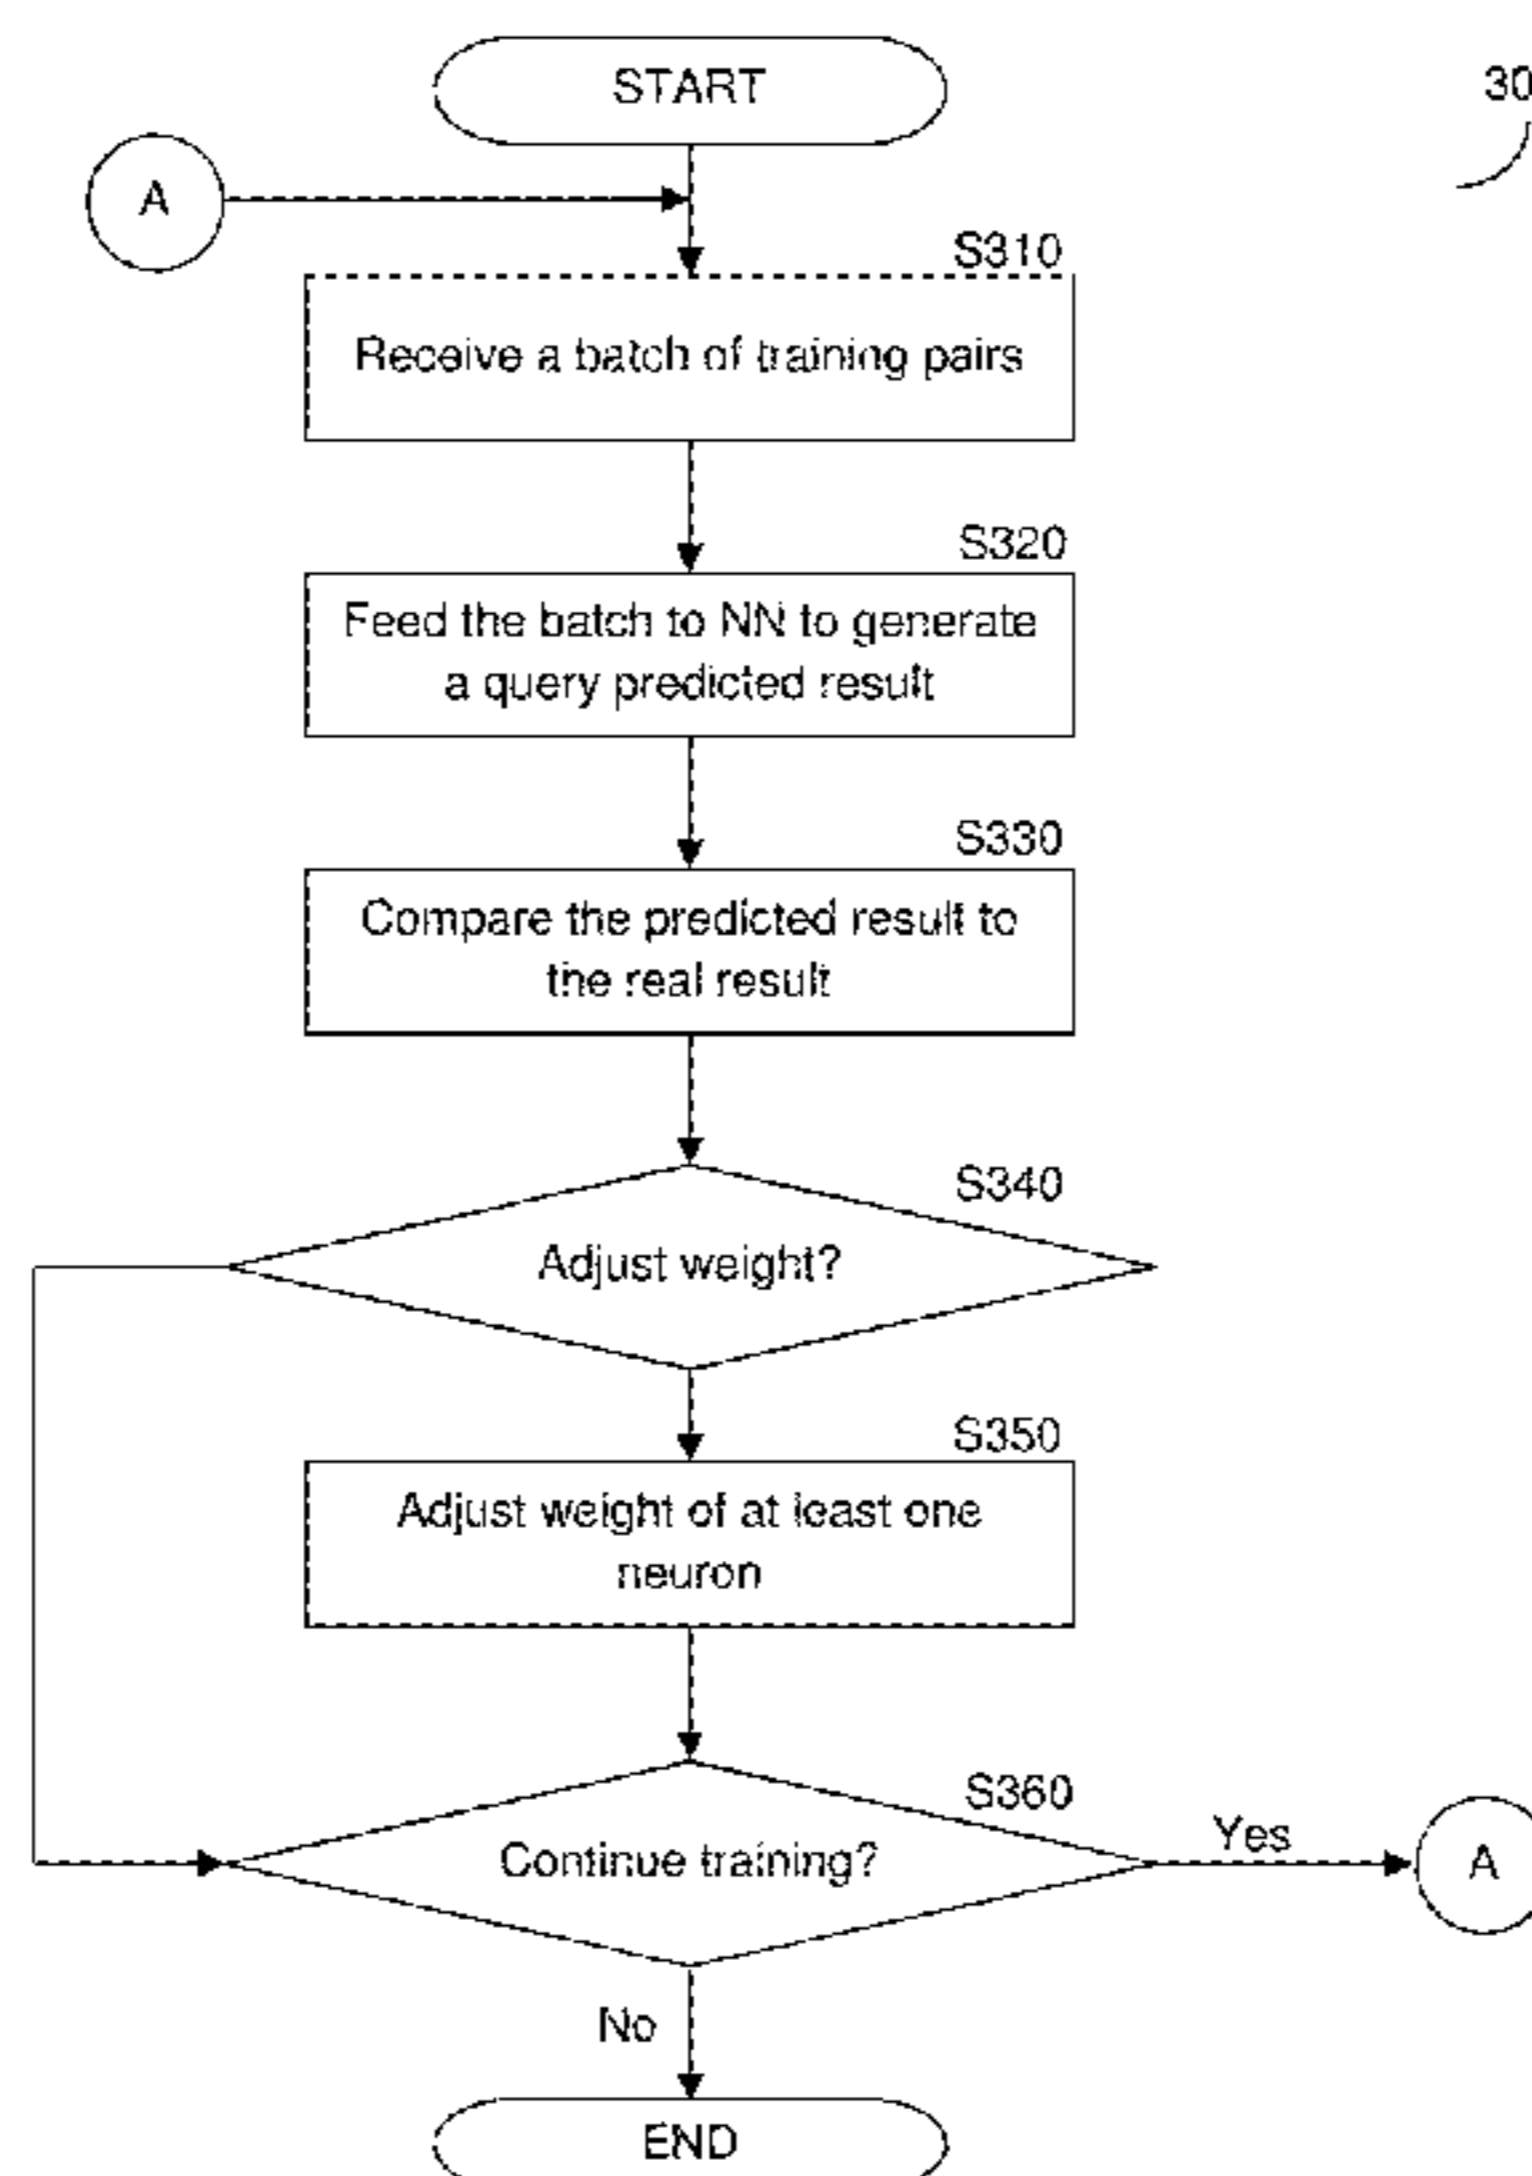 START
30
A
S310
Receive a batch of training pairs
S320
Feed the batch to NN to generate
a query predicted result
S330
Compare the predicted result to
the real result
S340
Adjust weight?
S350
Adjust weight of at least one
neuron
S360
Continue training?
Yes
A
No
END